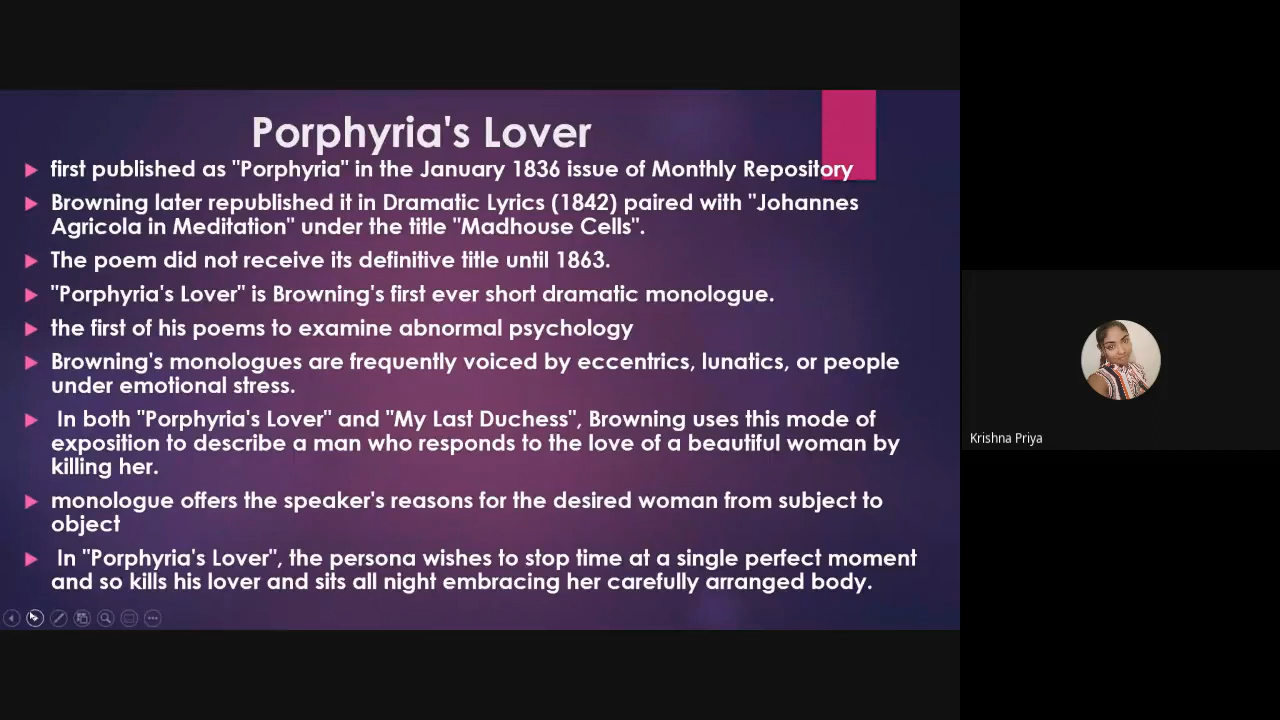 Porphyria's Lover
first published as "Porphyria" in the January 1836 issue of Monthly Repository
Browning later republished it in Dramatic Lyrics (1842) paired with "Johannes
Agricola in Meditation" under the title "Madhouse Cells".
The poem did not receive its definitive title until 1863.
"Porphyria's Lover" is Browning's first ever short dramatic monologue.
the first of his poems to examine abnormal psychology
Browning's monologues are frequently voiced by eccentrics, lunatics, or people
under emotional stress.
In both "Porphyria's Lover" and "My Last Duchess", Browning uses this mode of
exposition to describe a man who responds to the love of a beautiful woman by
killing her.
monologue offers the speaker's reasons for the desired woman from subject to
object
In "Porphyria's Lover", the persona wishes to stop time at a single perfect moment
and so kills his lover and sits all night embracing her carefully arranged body.
Krishna Priya